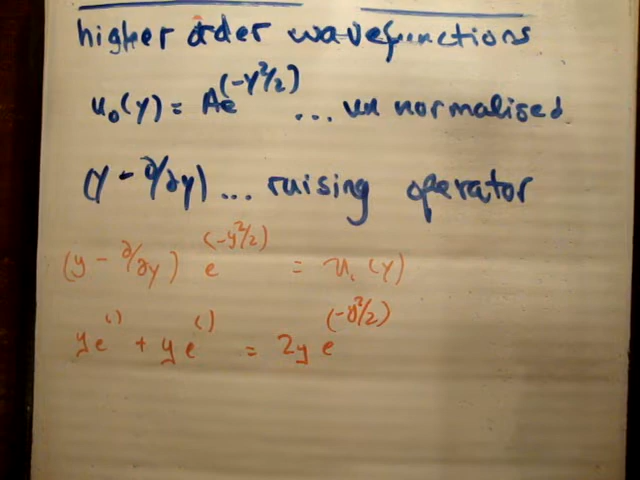 higher order wavefunctions
u₀(y) = Ae^(-y²/2) ... un normalised
(y - ∂/∂y) ... raising operator
(y - ∂/∂y) e^(-y²/2) = u₁(y)
ye^( ) + ye^( ) = 2y e^(-y²/2)